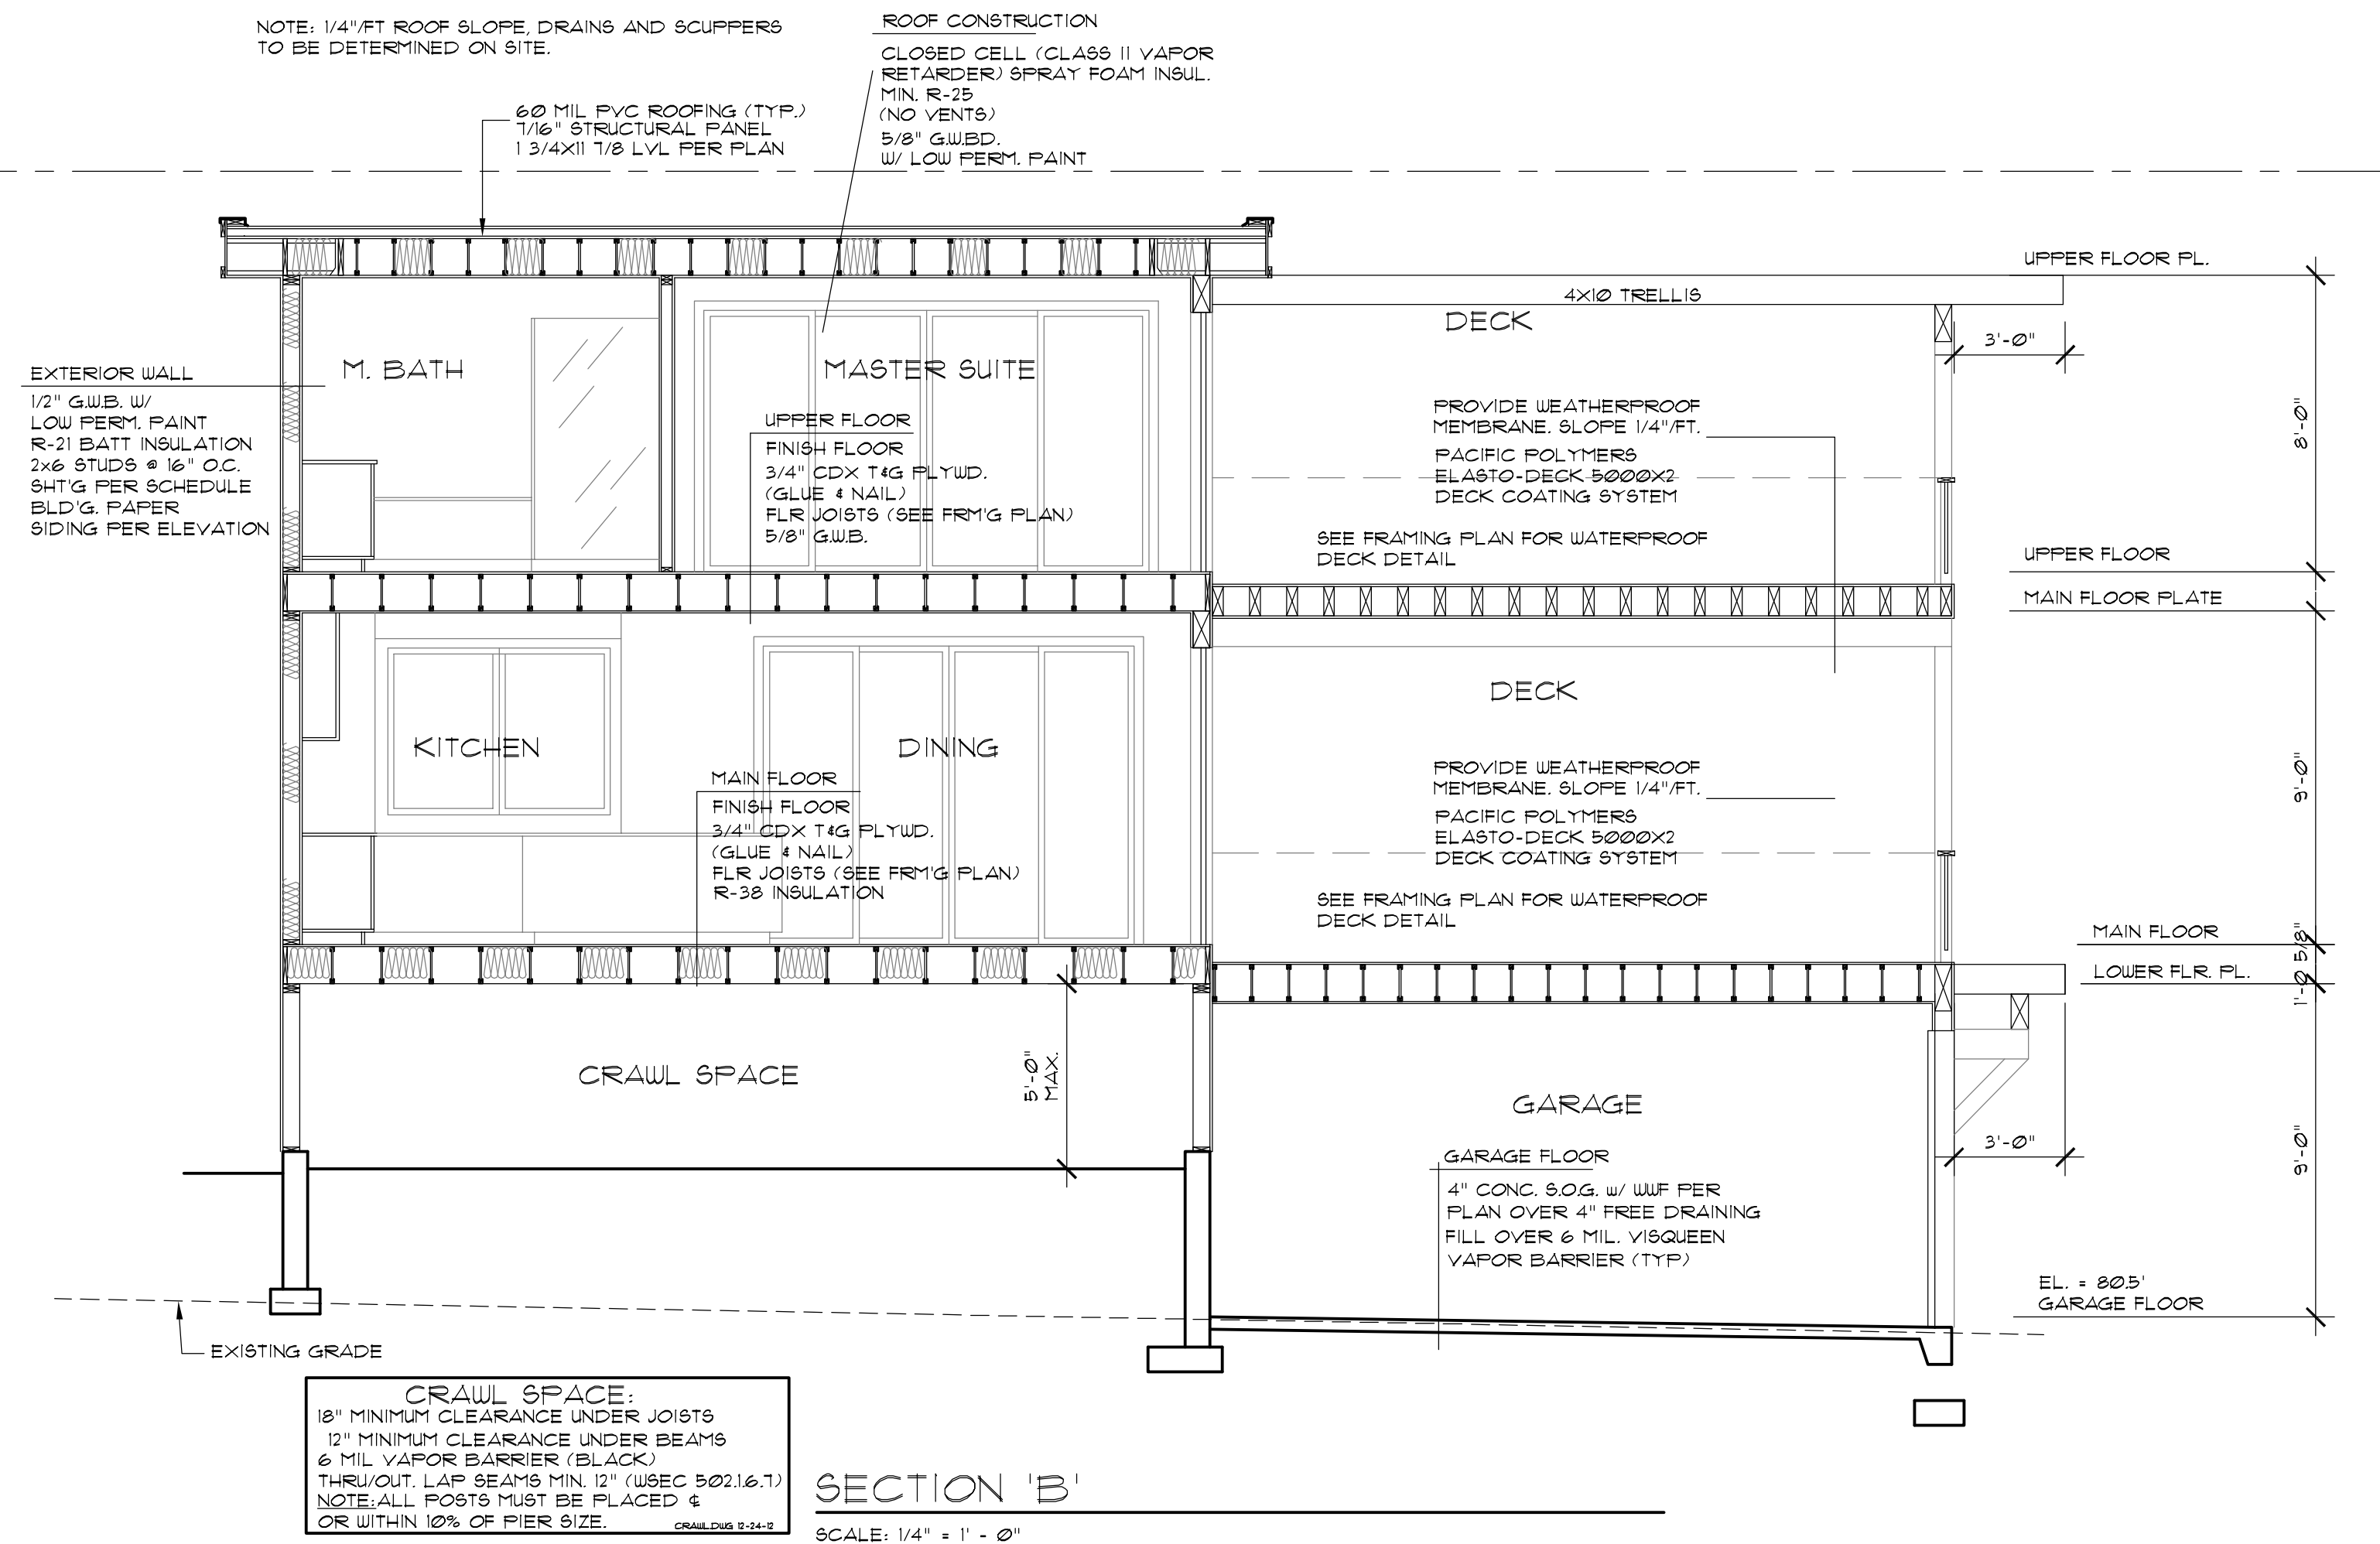 NOTE: 1/4"/FT ROOF SLOPE, DRAINS AND SCUPPERS
TO BE DETERMINED ON SITE.
ROOF CONSTRUCTION
CLOSED CELL (CLASS II VAPOR
RETARDER) SPRAY FOAM INSUL.
MIN. R-25
(NO VENTS)
5/8" G.W.BD.
W/ LOW PERM. PAINT
60 MIL PVC ROOFING (TYP.)
7/16" STRUCTURAL PANEL
1 3/4X11 7/8 LVL PER PLAN
UPPER FLOOR PL.
4X10 TRELLIS
DECK
3'-0"
8'-0"
EXTERIOR WALL
1/2" G.W.B. W/
LOW PERM. PAINT
R-21 BATT INSULATION
2x6 STUDS @ 16" O.C.
SHT'G PER SCHEDULE
BLD'G. PAPER
SIDING PER ELEVATION
M. BATH
MASTER SUITE
UPPER FLOOR
FINISH FLOOR
3/4" CDX T&G PLYWD.
(GLUE & NAIL)
FLR JOISTS (SEE FRM'G PLAN)
5/8" G.W.B.
PROVIDE WEATHERPROOF
MEMBRANE. SLOPE 1/4"/FT.
PACIFIC POLYMERS
ELASTO-DECK 5000X2
DECK COATING SYSTEM
SEE FRAMING PLAN FOR WATERPROOF
DECK DETAIL
UPPER FLOOR
MAIN FLOOR PLATE
DECK
KITCHEN
DINING
9'-0"
MAIN FLOOR
FINISH FLOOR
3/4" CDX T&G PLYWD.
(GLUE & NAIL)
FLR JOISTS (SEE FRM'G PLAN)
R-38 INSULATION
PROVIDE WEATHERPROOF
MEMBRANE. SLOPE 1/4"/FT.
PACIFIC POLYMERS
ELASTO-DECK 5000X2
DECK COATING SYSTEM
SEE FRAMING PLAN FOR WATERPROOF
DECK DETAIL
MAIN FLOOR
LOWER FLR. PL.
1'-0 5/8"
CRAWL SPACE
5'-0"
MAX.
GARAGE
3'-0"
9'-0"
GARAGE FLOOR
4" CONC. S.O.G. w/ WWF PER
PLAN OVER 4" FREE DRAINING
FILL OVER 6 MIL. VISQUEEN
VAPOR BARRIER (TYP)
EL. = 80.5'
GARAGE FLOOR
EXISTING GRADE
CRAWL SPACE:
18" MINIMUM CLEARANCE UNDER JOISTS
12" MINIMUM CLEARANCE UNDER BEAMS
6 MIL VAPOR BARRIER (BLACK)
THRU/OUT. LAP SEAMS MIN. 12" (WSEC 502.1.6.7)
NOTE: ALL POSTS MUST BE PLACED ℄
OR WITHIN 10% OF PIER SIZE.
CRAWL.DWG 12-24-12
SECTION 'B'
SCALE: 1/4" = 1' - 0"